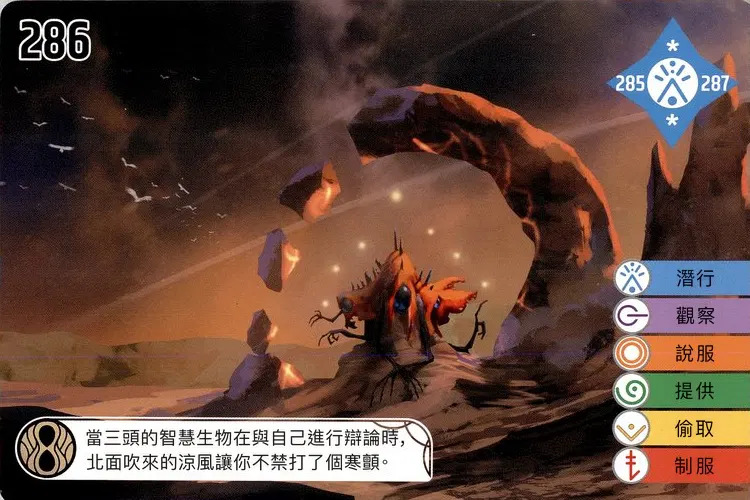 286
*
285 287
*
潛行
觀察
說服
提供
偷取
制服
當三頭的智慧生物在與自己進行辯論時，
北面吹來的涼風讓你不禁打了個寒顫。